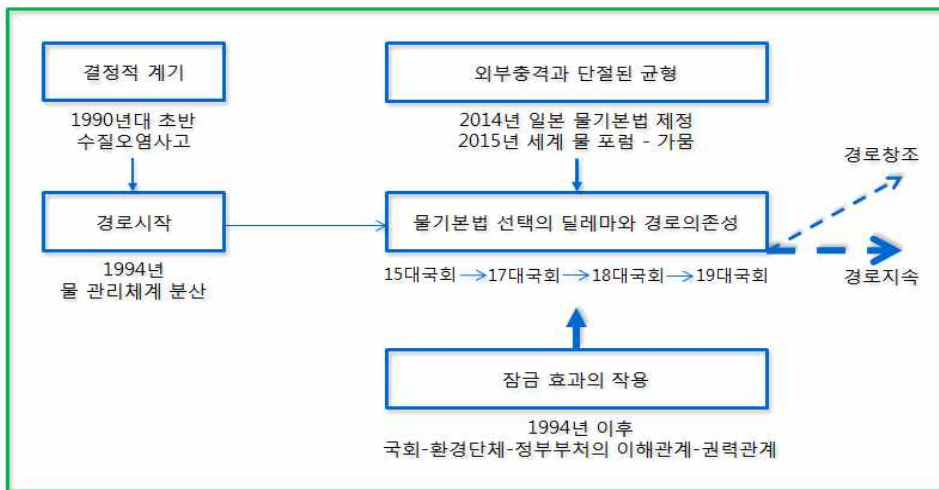 결정적 계기
1990년대 초반
수질오염사고
경로시작
1994년
물 관리체계 분산
외부충격과 단절된 균형
2014년 일본 물기본법 제정
2015년 세계 물 포럼 - 가뭄
물기본법 선택의 딜레마와 경로의존성
15대국회→17대국회→18대국회→19대국회
잠금 효과의 작용
1994년 이후
국회-환경단체-정부부처의 이해관계-권력관계
경로창조
경로지속